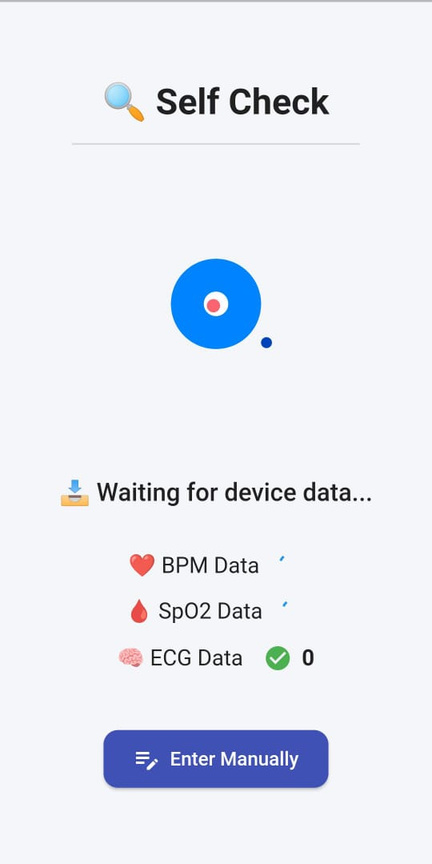 🔍 Self Check
📥 Waiting for device data...
❤️ BPM Data
🩸 SpO2 Data
🧠 ECG Data ✅ 0
Enter Manually